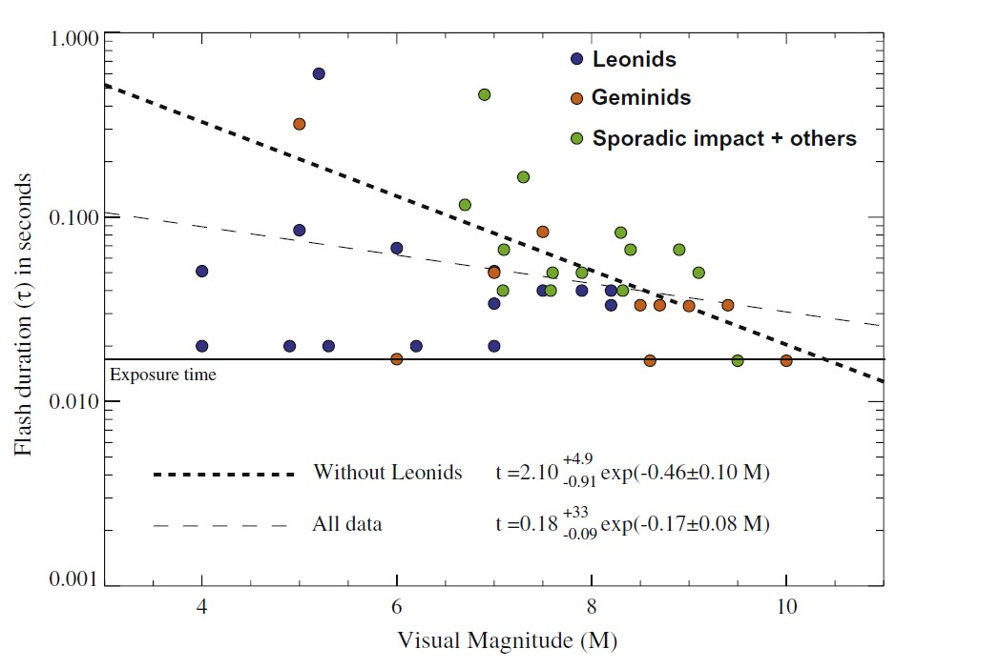 1.000
0.100
0.010
0.001
Flash duration (τ) in seconds
Leonids
Geminids
Sporadic impact + others
Exposure time
Without Leonids t =2.10 +4.9 -0.91 exp(-0.46±0.10 M)
All data t =0.18 +33 -0.09 exp(-0.17±0.08 M)
4 6 8 10
Visual Magnitude (M)